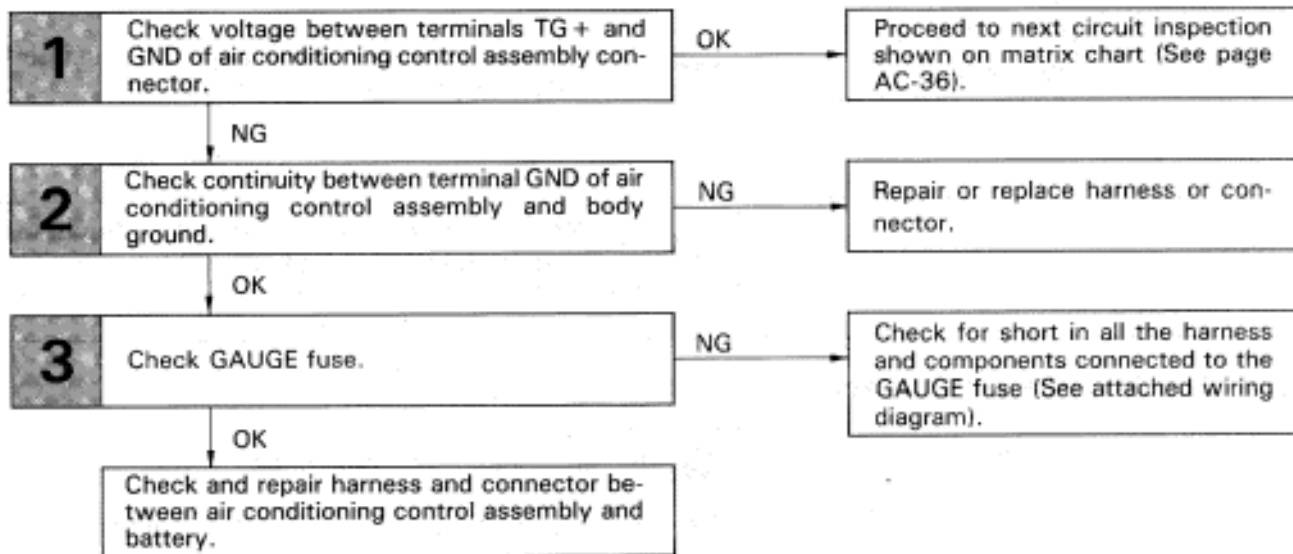 1
Check voltage between terminals TG + and
GND of air conditioning control assembly con-
nector.
OK
Proceed to next circuit inspection
shown on matrix chart (See page
AC-36).
NG
2
Check continuity between terminal GND of air
conditioning control assembly and body
ground.
NG
Repair or replace harness or con-
nector.
OK
3
Check GAUGE fuse.
NG
Check for short in all the harness
and components connected to the
GAUGE fuse (See attached wiring
diagram).
OK
Check and repair harness and connector be-
tween air conditioning control assembly and
battery.